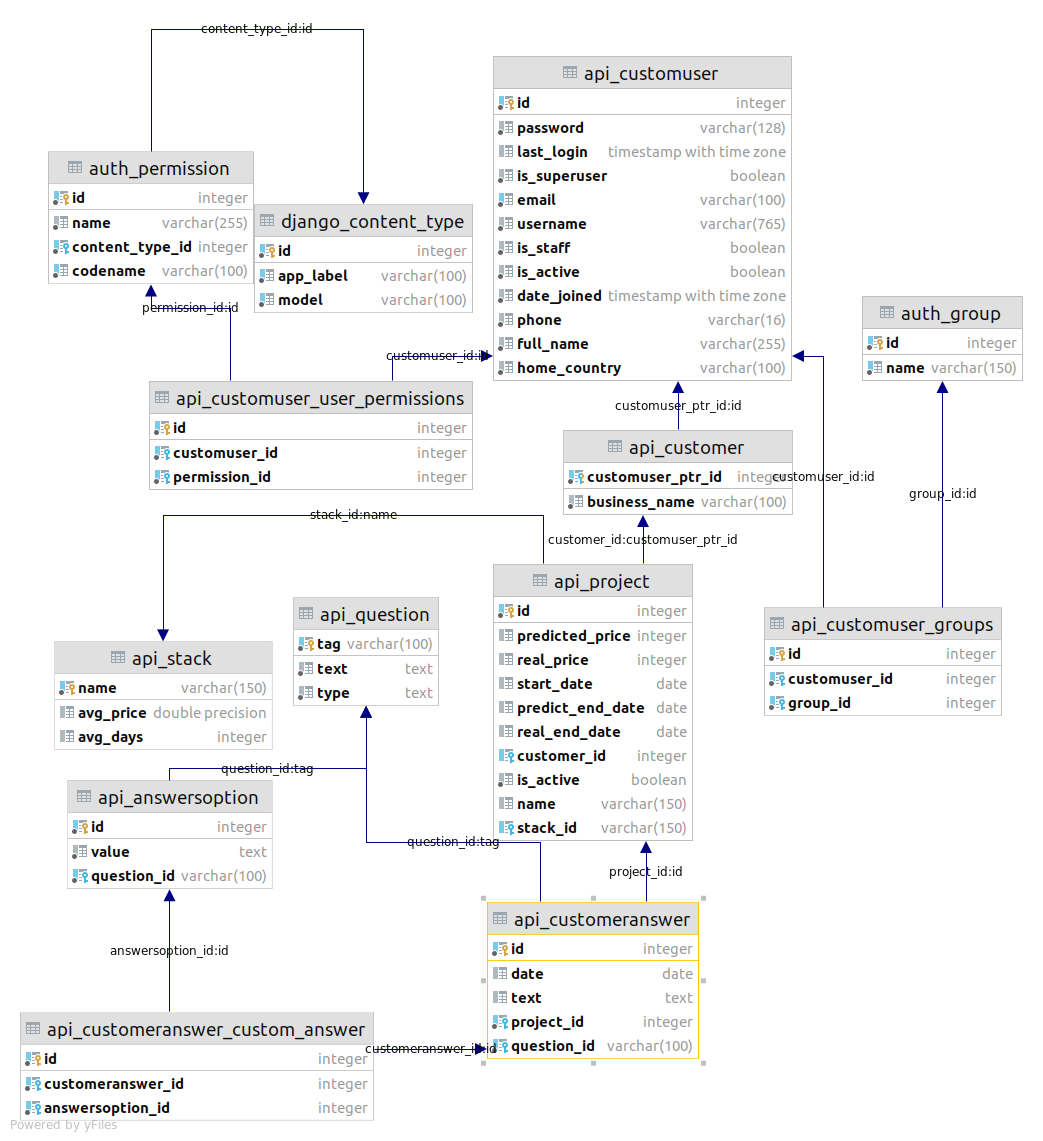 content_type_id:id
api_customuser
id integer
password varchar(128)
last_login timestamp with time zone
is_superuser boolean
email varchar(100)
username varchar(765)
is_staff boolean
is_active boolean
date_joined timestamp with time zone
phone varchar(16)
full_name varchar(255)
home_country varchar(100)
auth_permission
id integer
name varchar(255)
content_type_id integer
codename varchar(100)
django_content_type
id integer
app_label varchar(100)
model varchar(100)
permission_id:id
customuser_id:id
auth_group
id integer
name varchar(150)
api_customuser_user_permissions
id integer
customuser_id integer
permission_id integer
customuser_ptr_id:id
api_customer
customuser_ptr_id integer
business_name varchar(100)
customuser_id:id
group_id:id
stack_id:name
customer_id:customuser_ptr_id
api_project
id integer
predicted_price integer
real_price integer
start_date date
predict_end_date date
real_end_date date
customer_id integer
is_active boolean
name varchar(150)
stack_id varchar(150)
api_question
tag varchar(100)
text text
type text
api_customuser_groups
id integer
customuser_id integer
group_id integer
api_stack
name varchar(150)
avg_price double precision
avg_days integer
question_id:tag
api_answersoption
id integer
value text
question_id varchar(100)
question_id:tag
project_id:id
api_customeranswer
id integer
date date
text text
project_id integer
question_id varchar(100)
answersoption_id:id
api_customeranswer_custom_answer
id integer
customeranswer_id integer
answersoption_id integer
customeranswer_id:id
Powered by yFiles